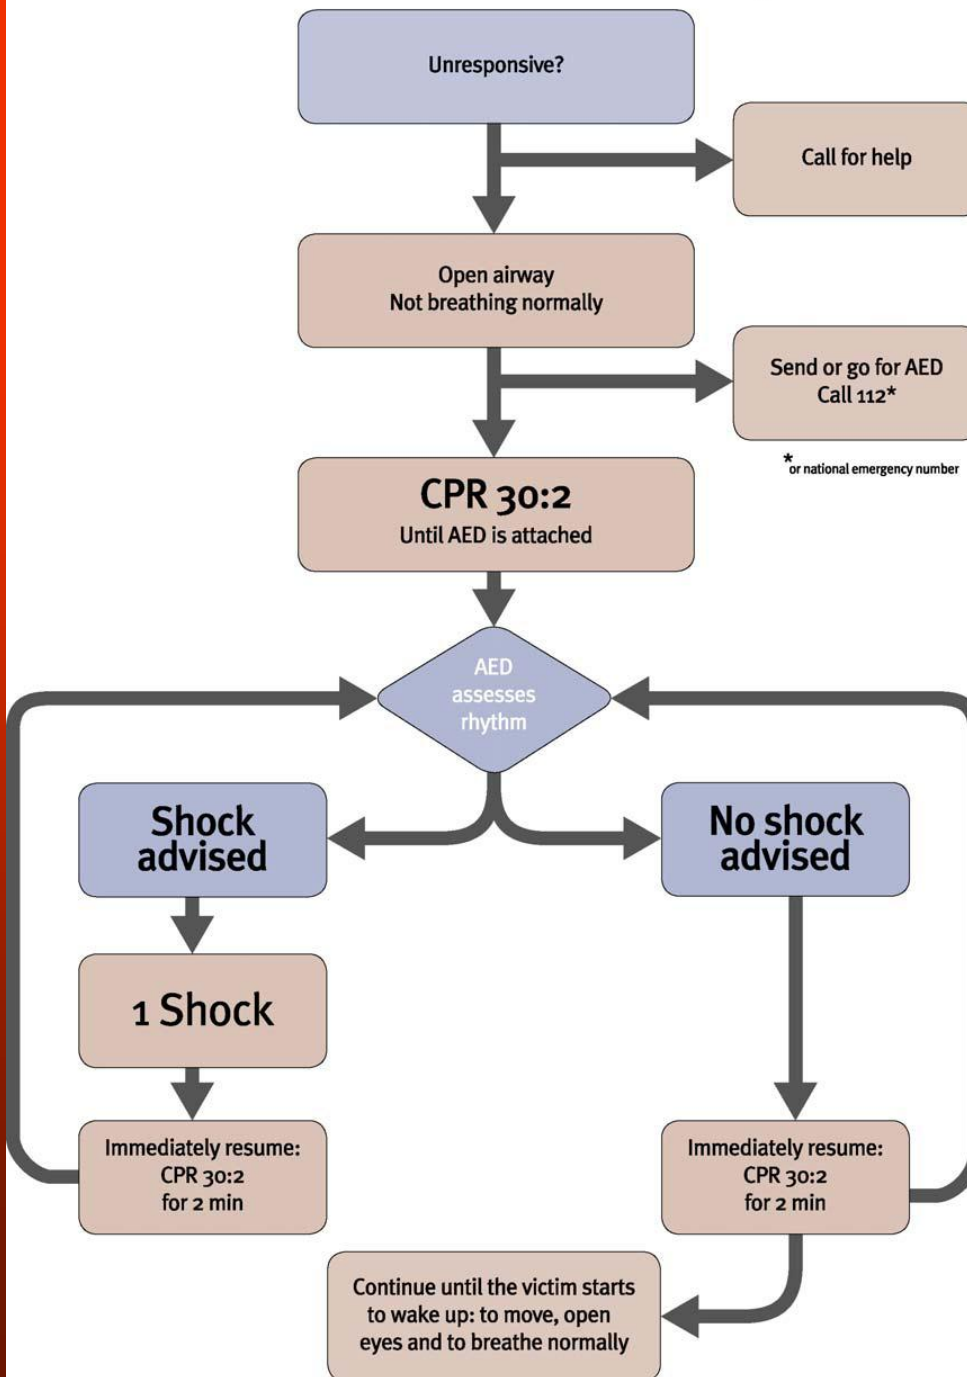 Unresponsive?
Call for help
Open airway
Not breathing normally
Send or go for AED
Call 112*
*or national emergency number
CPR 30:2
Until AED is attached
AED
assesses
rhythm
Shock
advised
No shock
advised
1 Shock
Immediately resume:
CPR 30:2
for 2 min
Immediately resume:
CPR 30:2
for 2 min
Continue until the victim starts
to wake up: to move, open
eyes and to breathe normally